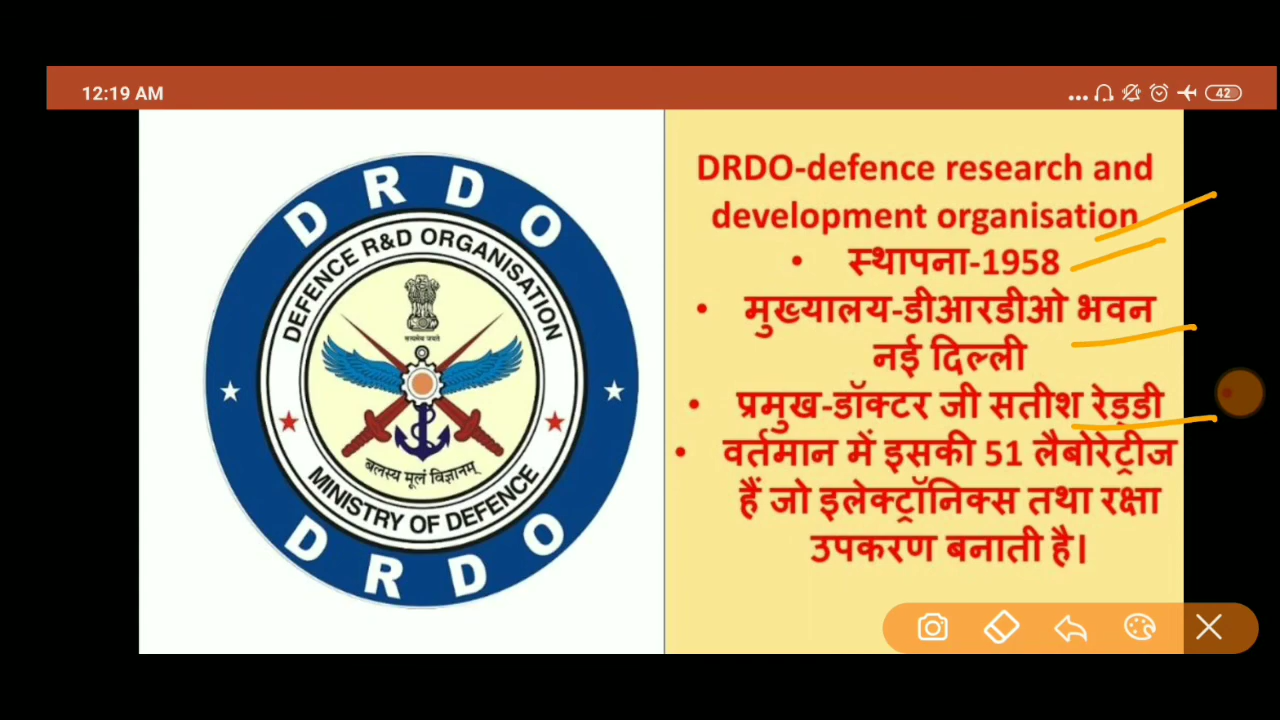 12:19 AM
42
DRDO
DEFENCE R&D ORGANISATION
सत्यमेव जयते
बलस्य मूलं विज्ञानम्
MINISTRY OF DEFENCE
DRDO
DRDO-defence research and
development organisation
• स्थापना-1958
• मुख्यालय-डीआरडीओ भवन
नई दिल्ली
• प्रमुख-डॉक्टर जी सतीश रेड्डी
• वर्तमान में इसकी 51 लैबोरेट्रीज
हैं जो इलेक्ट्रॉनिक्स तथा रक्षा
उपकरण बनाती है।